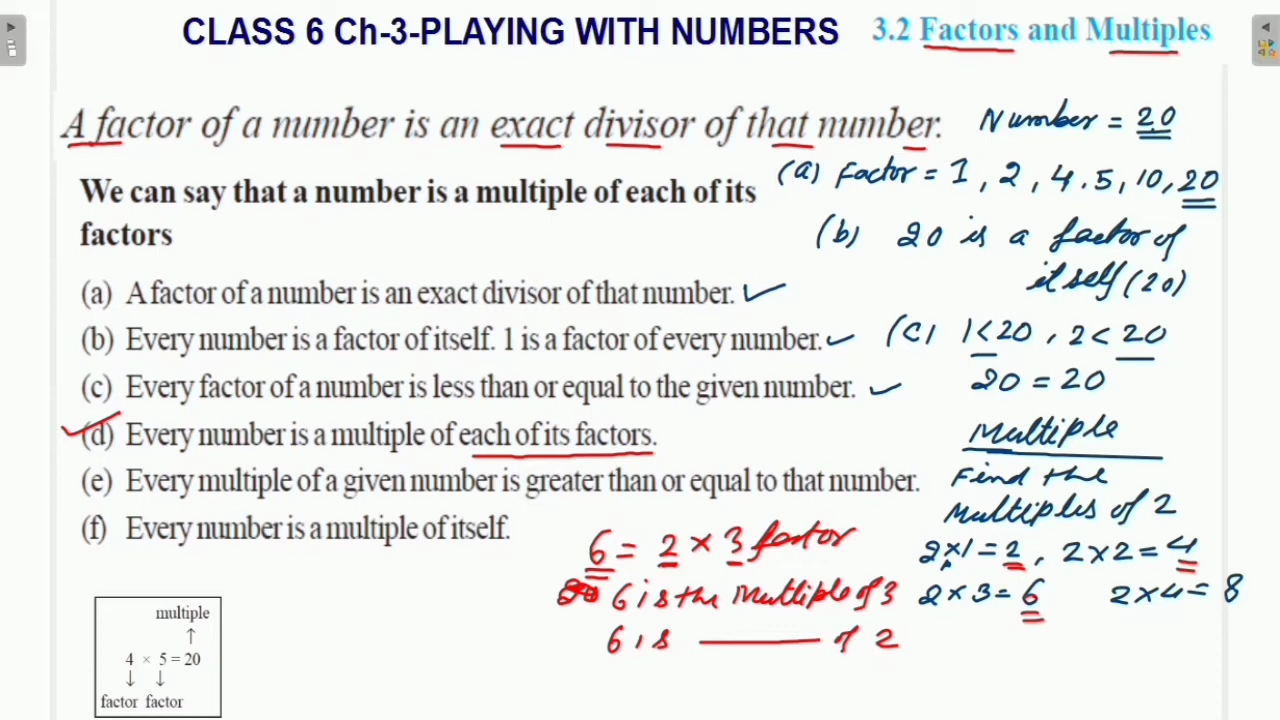 CLASS 6 Ch-3-PLAYING WITH NUMBERS
3.2 Factors and Multiples
A factor of a number is an exact divisor of that number.
We can say that a number is a multiple of each of its
factors
(a) A factor of a number is an exact divisor of that number.
(b) Every number is a factor of itself. 1 is a factor of every number.
(c) Every factor of a number is less than or equal to the given number.
(d) Every number is a multiple of each of its factors.
(e) Every multiple of a given number is greater than or equal to that number.
(f) Every number is a multiple of itself.
Number = 20
(a) Factor = 1, 2, 4. 5, 10, 20
(b) 20 is a factor of
itself (20)
(c) 1<20, 2<20
20 = 20
Multiple
Find the
Multiples of 2
2×1=2, 2×2=4
2×3=6 2×4=8
6 = 2 × 3 factor
6 is the multiple of 3
6 is ——— of 2
multiple
4 × 5 = 20
factor factor